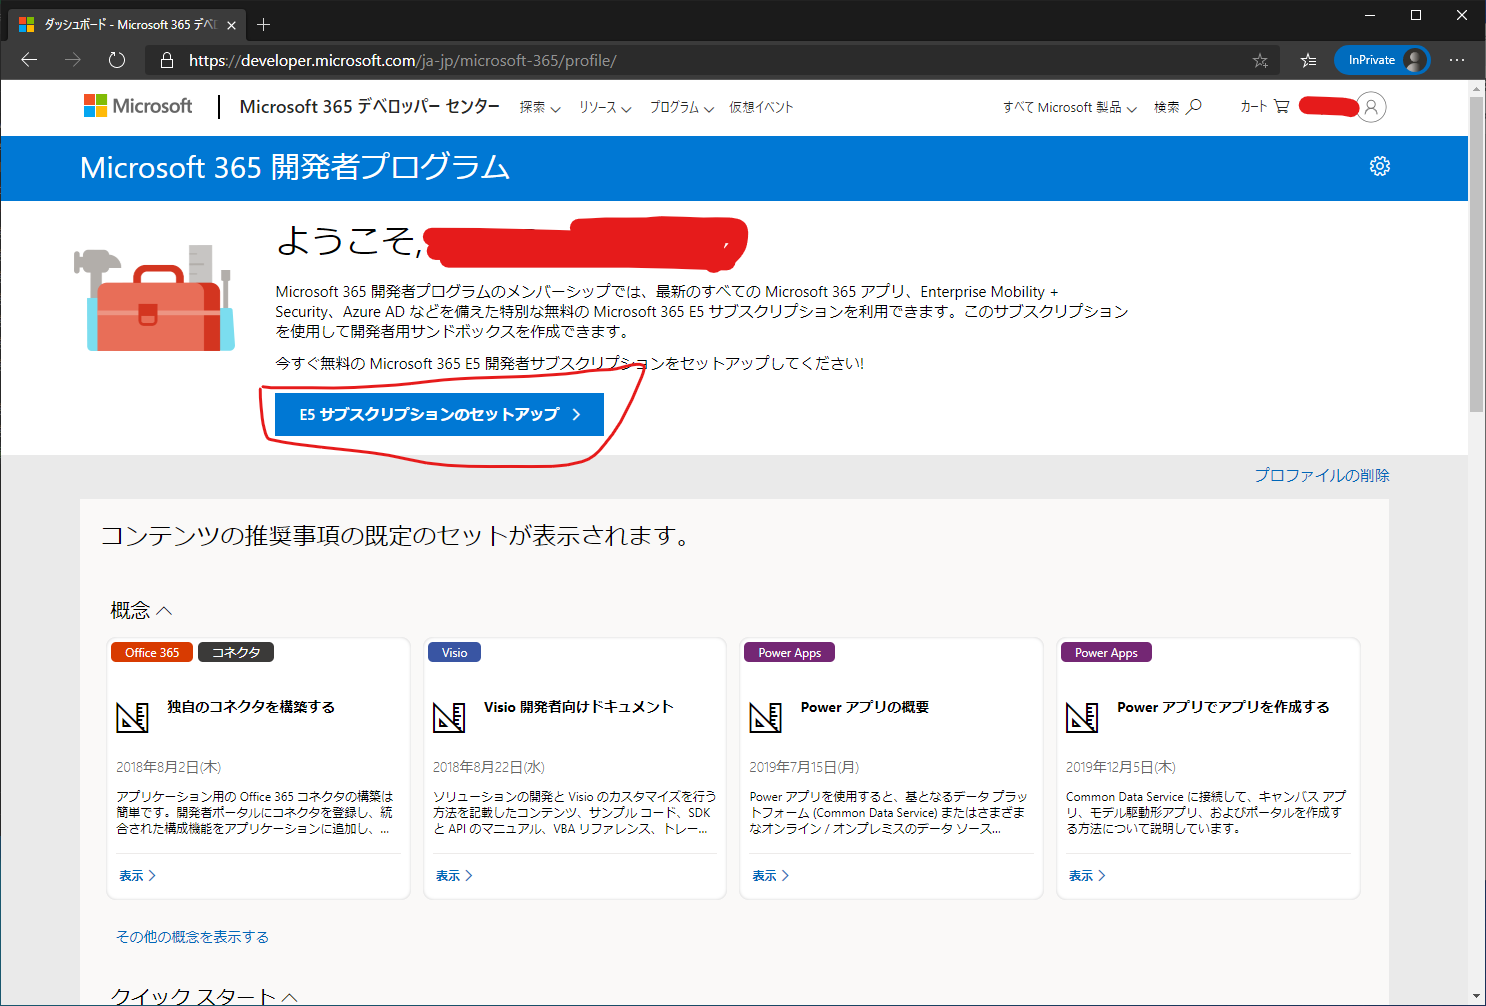 ダッシュボード - Microsoft 365 デベ
https://developer.microsoft.com/ja-jp/microsoft-365/profile/
InPrivate
Microsoft
Microsoft 365 デベロッパー センター
探索
リソース
プログラム
仮想イベント
すべて Microsoft 製品
検索
カート
Microsoft 365 開発者プログラム
ようこそ,
Microsoft 365 開発者プログラムのメンバーシップでは、最新のすべての Microsoft 365 アプリ、Enterprise Mobility +
Security、Azure AD などを備えた特別な無料の Microsoft 365 E5 サブスクリプションを利用できます。このサブスクリプション
を使用して開発者用サンドボックスを作成できます。
今すぐ無料の Microsoft 365 E5 開発者サブスクリプションをセットアップしてください!
E5 サブスクリプションのセットアップ
プロファイルの削除
コンテンツの推奨事項の既定のセットが表示されます。
概念
Office 365
コネクタ
独自のコネクタを構築する
2018年8月2日(木)
アプリケーション用の Office 365 コネクタの構築は
簡単です。開発者ポータルにコネクタを登録し、統
合された構成機能をアプリケーションに追加し、...
表示
Visio
Visio 開発者向けドキュメント
2018年8月22日(水)
ソリューションの開発と Visio のカスタマイズを行う
方法を記載したコンテンツ、サンプル コード、SDK
と API のマニュアル、VBA リファレンス、トレー...
表示
Power Apps
Power アプリの概要
2019年7月15日(月)
Power アプリを使用すると、基となるデータ プラッ
トフォーム (Common Data Service) またはさまざま
なオンライン / オンプレミスのデータ ソース...
表示
Power Apps
Power アプリでアプリを作成する
2019年12月5日(木)
Common Data Service に接続して、キャンバス アプ
リ、モデル駆動形アプリ、およびポータルを作成す
る方法について説明しています。
表示
その他の概念を表示する
クイック スタート